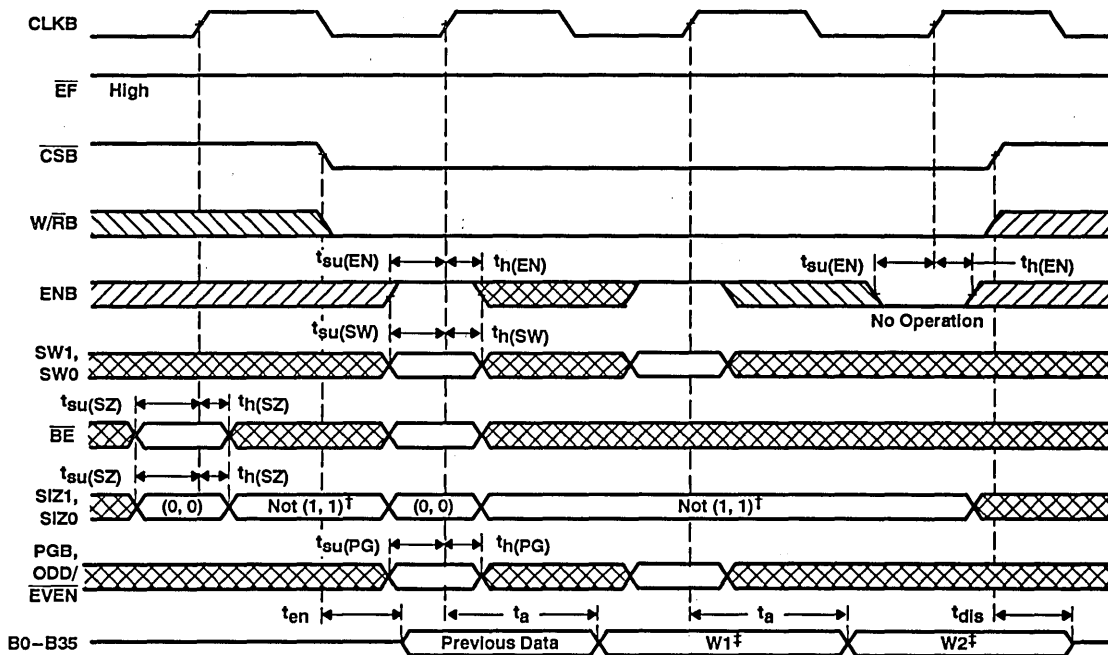 CLKB
EF
High
CSB
W/RB
tsu(EN)
th(EN)
tsu(EN)
th(EN)
ENB
No Operation
tsu(SW)
th(SW)
SW1,
SW0
tsu(SZ)
th(SZ)
BE
tsu(SZ)
th(SZ)
SIZ1,
SIZ0
(0, 0)
Not (1, 1)†
(0, 0)
Not (1, 1)†
tsu(PG)
th(PG)
PGB,
ODD/
EVEN
ten
ta
ta
tdis
B0–B35
Previous Data
W1‡
W2‡